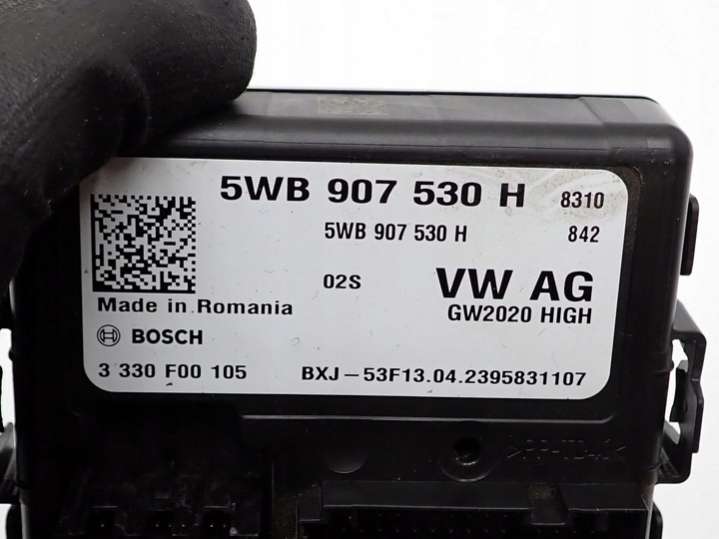 5WB 907 530 H 8310
5WB 907 530 H 842
02S VW AG
Made in Romania GW2020 HIGH
BOSCH
3 330 F00 105 BXJ-53F13.04.2395831107